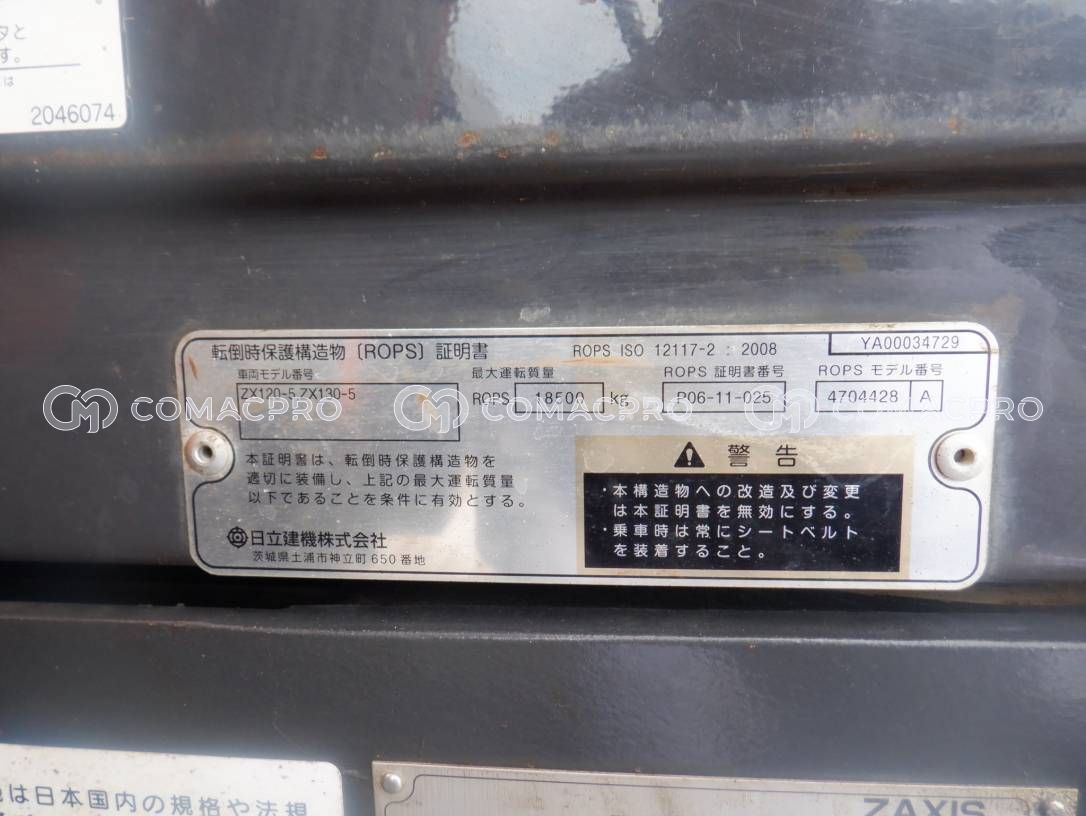 2046074
転倒時保護構造物 〔ROPS〕 証明書
ROPS ISO 12117-2 : 2008
YA00034729
車両モデル番号
ZX120-5,ZX130-5
最大運転質量
ROPS 18500 kg
ROPS 証明書番号
P06-11-025
ROPS モデル番号
4704428 A
CM COMACPRO CM COMACPRO CM COMACPRO
本証明書は、転倒時保護構造物を
適切に装備し、上記の最大運転質量
以下であることを条件に有効とする。
日立建機株式会社
茨城県土浦市神立町 650 番地
警告
・本構造物への改造及び変更
は本証明書を無効にする。
・乗車時は常にシートベルト
を装着すること。
は日本国内の規格や法規
ZAXIS